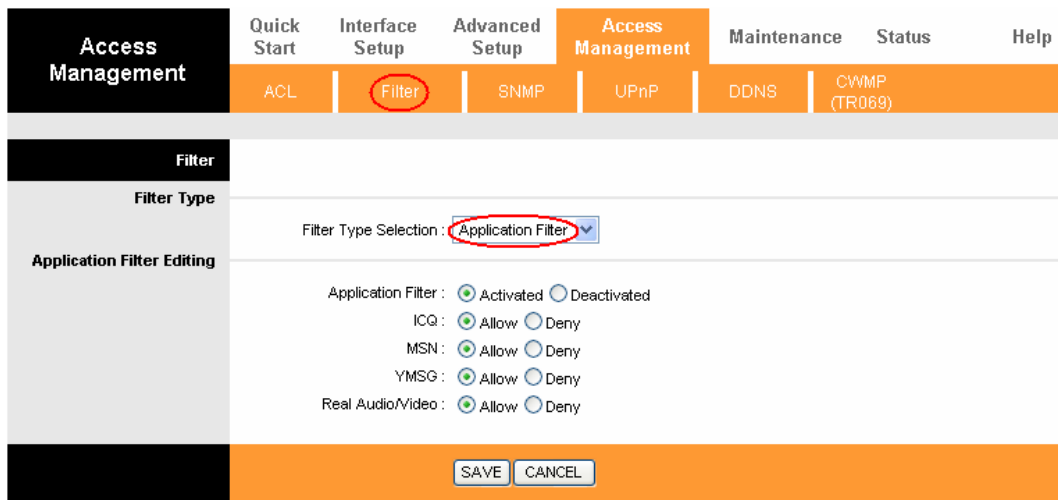 Access Management
Quick Start
Interface Setup
Advanced Setup
Access Management
Maintenance
Status
Help
ACL
Filter
SNMP
UPnP
DDNS
CWMP (TR069)
Filter
Filter Type
Filter Type Selection : Application Filter
Application Filter Editing
Application Filter : Activated Deactivated
ICQ : Allow Deny
MSN : Allow Deny
YMSG : Allow Deny
Real Audio/Video : Allow Deny
SAVE CANCEL